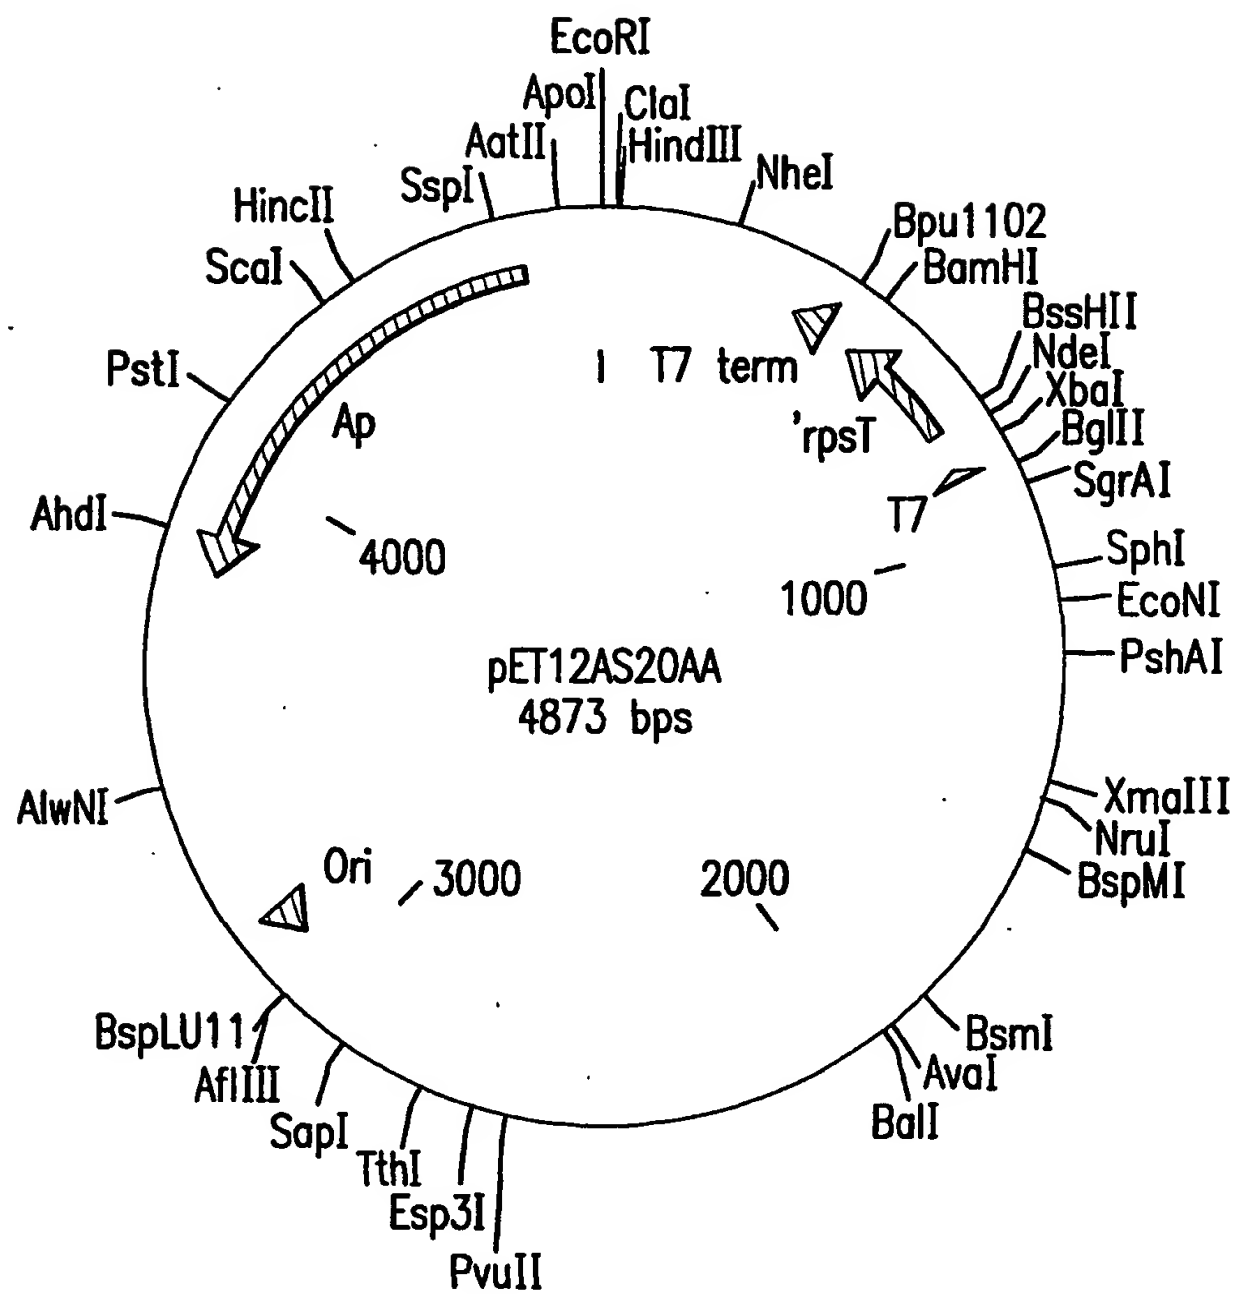 EcoRI
ApoI
ClaI
AatII
HindIII
SspI
NheI
HincII
Bpu1102
ScaI
BamHI
BssHII
NdeI
PstI
XbaI
I T7 term
Ap
'rpsT
BglII
SgrAI
AhdI
T7
4000
SphI
1000
EcoNI
pET12AS20AA
PshAI
4873 bps
AlwNI
XmaIII
NruI
Ori
3000
2000
BspMI
BspLU11
BsmI
AflIII
AvaI
SapI
BalI
TthI
Esp3I
PvuII